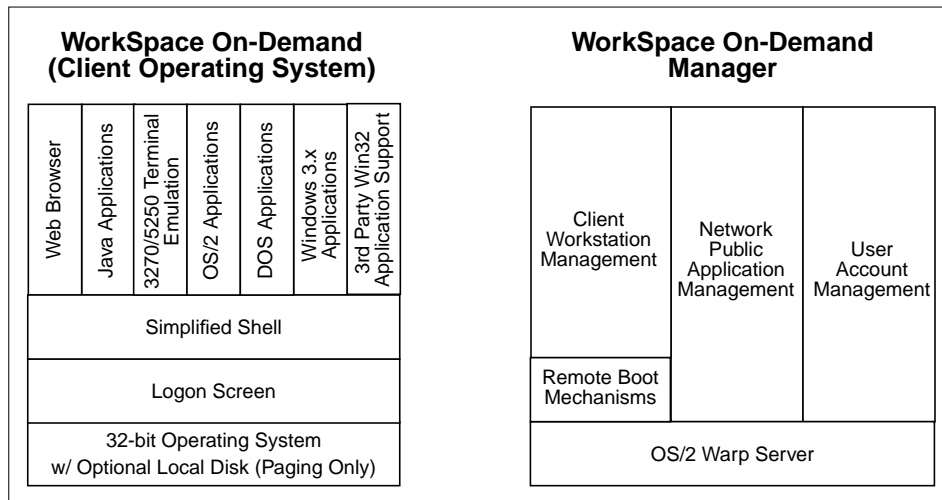 WorkSpace On-Demand
(Client Operating System)
Web Browser
Java Applications
3270/5250 Terminal
Emulation
OS/2 Applications
DOS Applications
Windows 3.x
Applications
3rd Party Win32
Application Support
Simplified Shell
Logon Screen
32-bit Operating System
w/ Optional Local Disk (Paging Only)
WorkSpace On-Demand
Manager
Client
Workstation
Management
Network
Public
Application
Management
User
Account
Management
Remote Boot
Mechanisms
OS/2 Warp Server